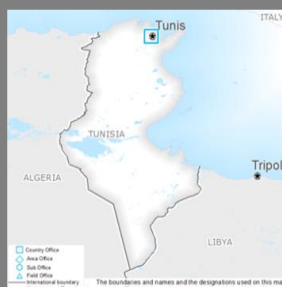 ITALY
Tunis
TUNISIA
ALGERIA
Tripol
LIBYA
Country Office
Area Office
Sub Office
Field Office
International boundary
The boundaries and names and the designations used on this ma